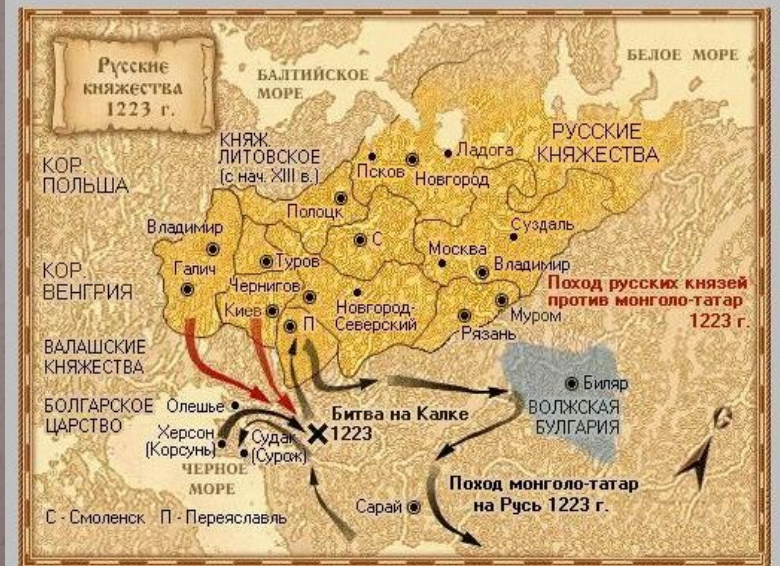 Русские
княжества
1223 г.
БАЛТИЙСКОЕ
МОРЕ
БЕЛОЕ МОРЕ
КНЯЖ.
ЛИТОВСКОЕ
(с нач. XIII в.)
РУССКИЕ
КНЯЖЕСТВА
КОР.
ПОЛЬША
Псков
Ладога
Новгород
Полоцк
Владимир
С
Суздаль
Москва
Владимир
Туров
Галич
КОР.
ВЕНГРИЯ
Чернигов
Киев
П
Новгород-
Северский
Муром
Рязань
Поход русских князей
против монголо-татар
1223 г.
ВАЛАШСКИЕ
КНЯЖЕСТВА
БОЛГАРСКОЕ
ЦАРСТВО
Олешье
Херсон
(Корсунь)
Судак
(Сурож)
Битва на Калке
1223
Биляр
ВОЛЖСКАЯ
БУЛГАРИЯ
ЧЕРНОЕ
МОРЕ
Сарай
Поход монголо-татар
на Русь 1223 г.
С - Смоленск П - Переяславль